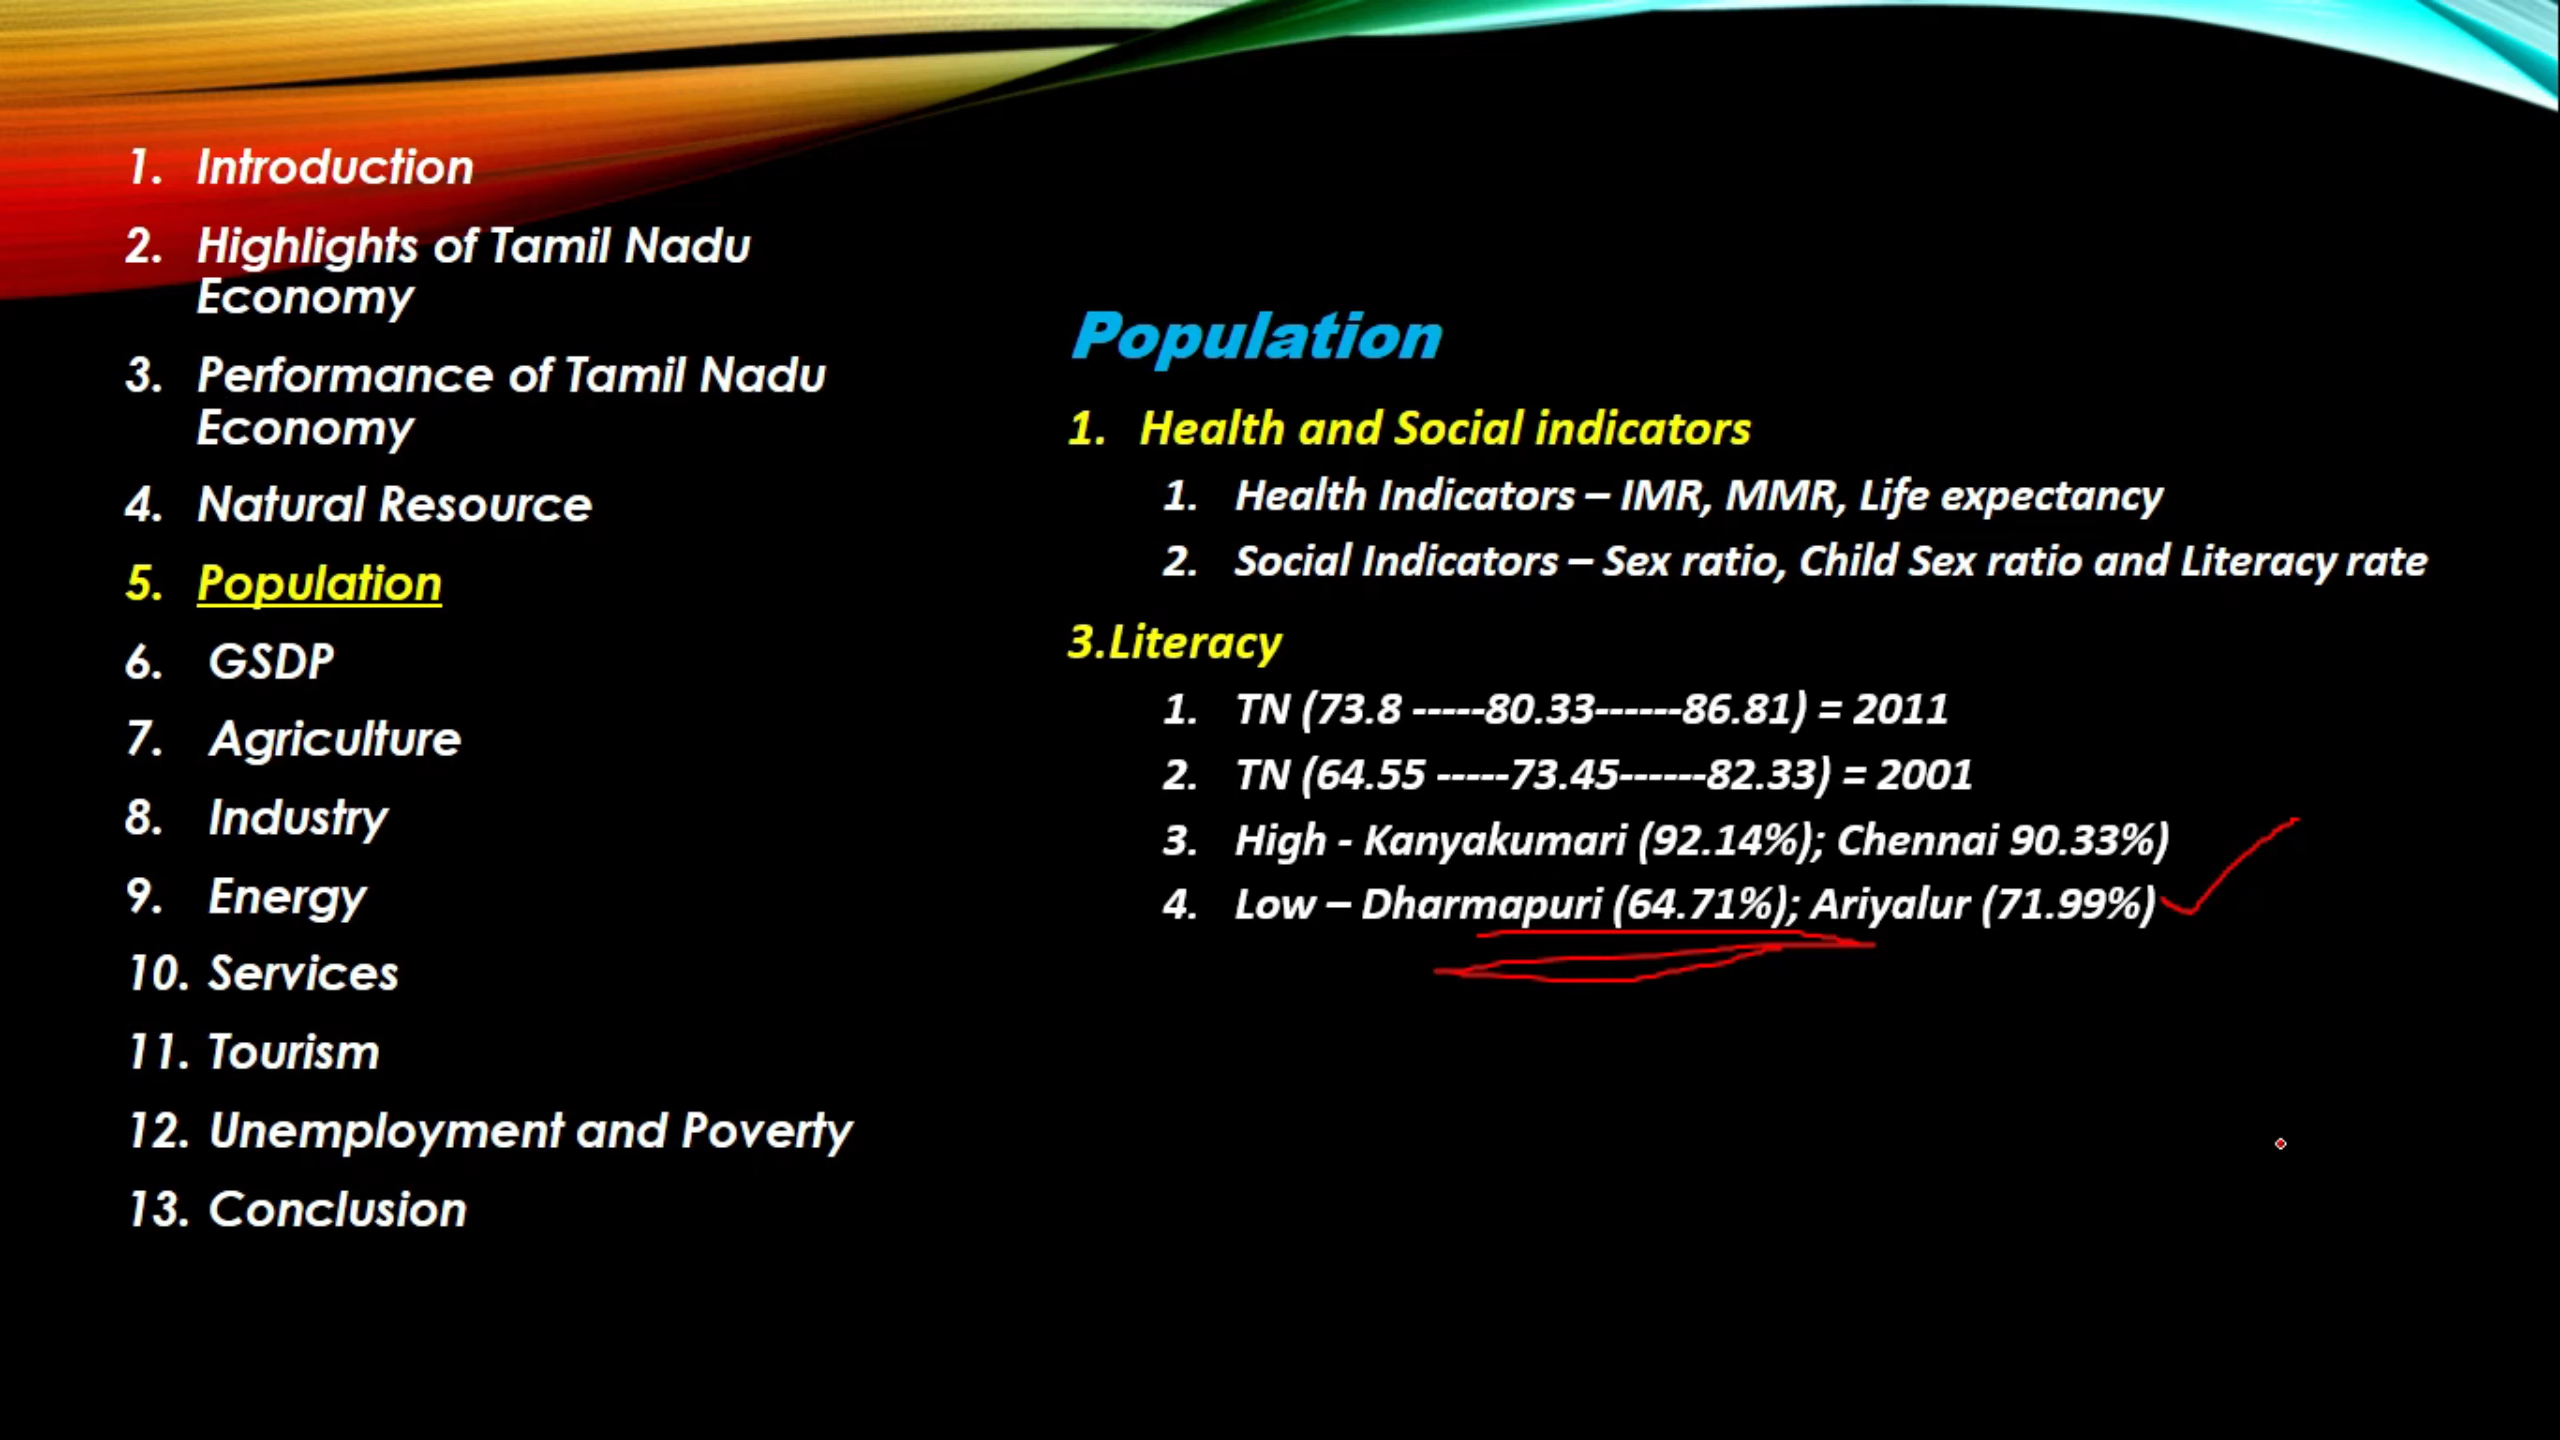 1. Introduction
2. Highlights of Tamil Nadu
Economy
3. Performance of Tamil Nadu
Economy
4. Natural Resource
5. Population
6. GSDP
7. Agriculture
8. Industry
9. Energy
10. Services
11. Tourism
12. Unemployment and Poverty
13. Conclusion
Population
1. Health and Social indicators
1. Health Indicators – IMR, MMR, Life expectancy
2. Social Indicators – Sex ratio, Child Sex ratio and Literacy rate
3.Literacy
1. TN (73.8 -----80.33------86.81) = 2011
2. TN (64.55 -----73.45------82.33) = 2001
3. High - Kanyakumari (92.14%); Chennai 90.33%)
4. Low – Dharmapuri (64.71%); Ariyalur (71.99%)